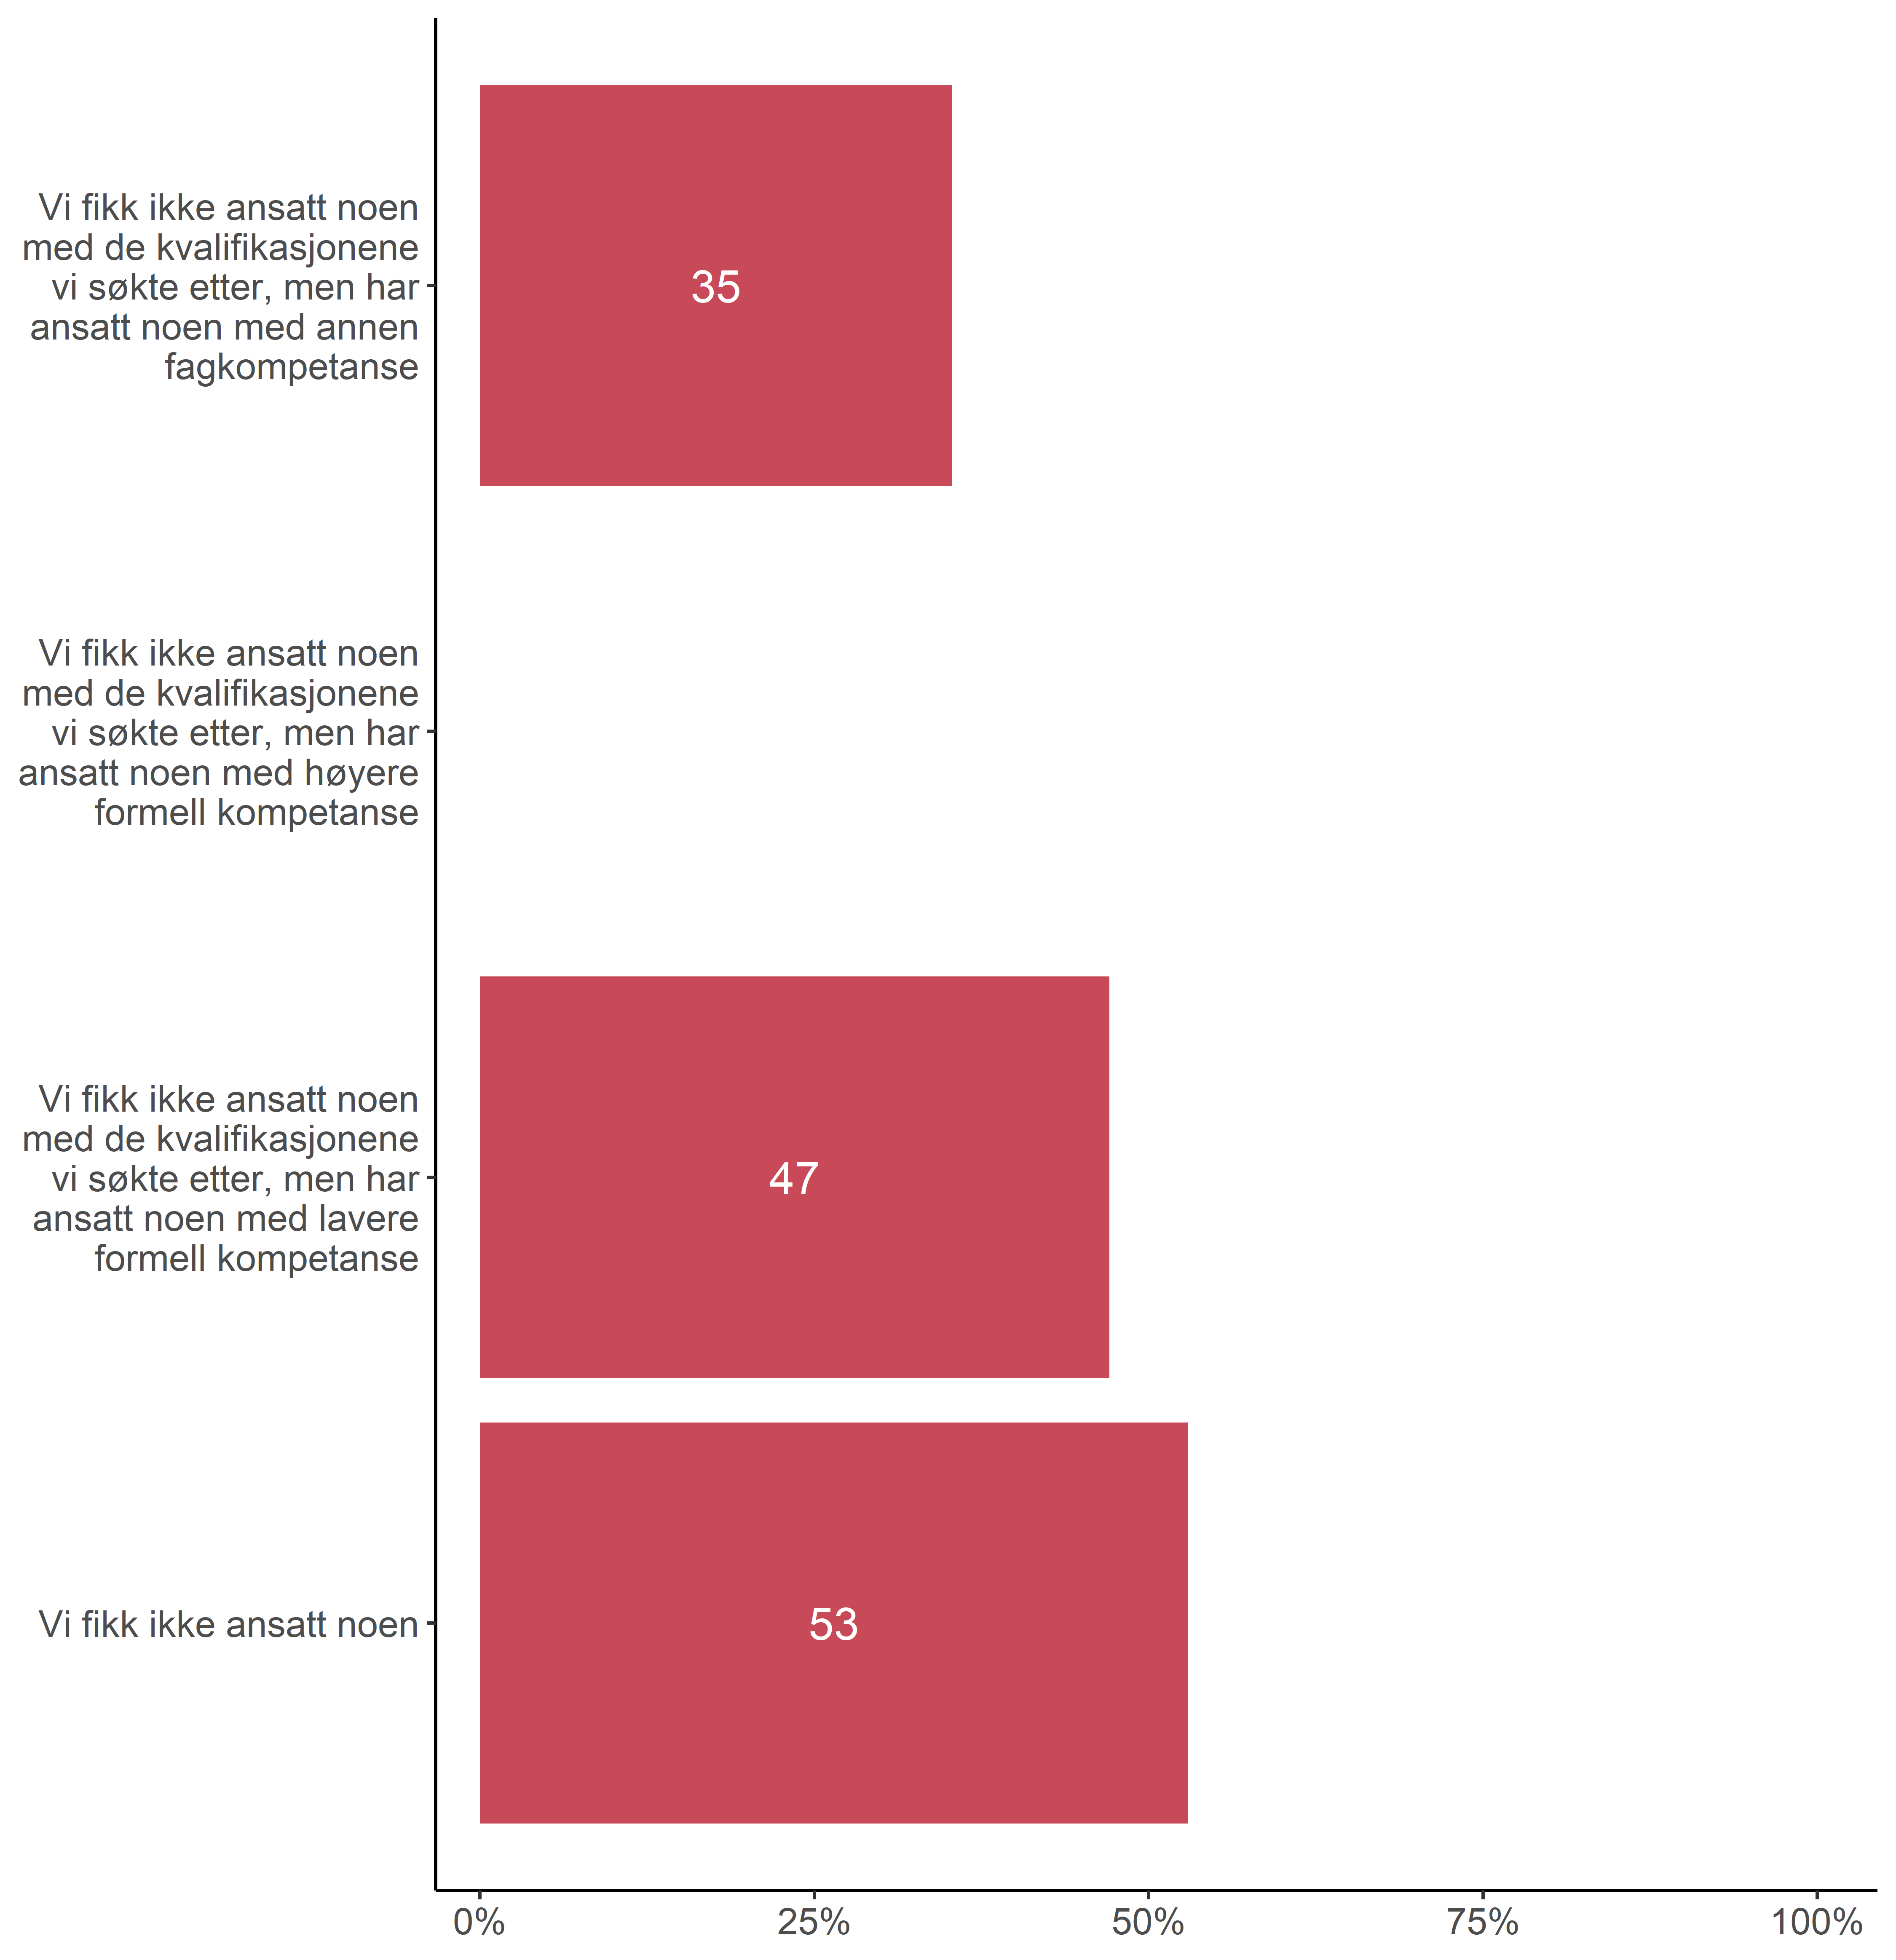 Vi fikk ikke ansatt noen
med de kvalifikasjonene
vi søkte etter, men har
ansatt noen med annen
fagkompetanse
35
Vi fikk ikke ansatt noen
med de kvalifikasjonene
vi søkte etter, men har
ansatt noen med høyere
formell kompetanse
Vi fikk ikke ansatt noen
med de kvalifikasjonene
vi søkte etter, men har
ansatt noen med lavere
formell kompetanse
47
Vi fikk ikke ansatt noen
53
0% 25% 50% 75% 100%